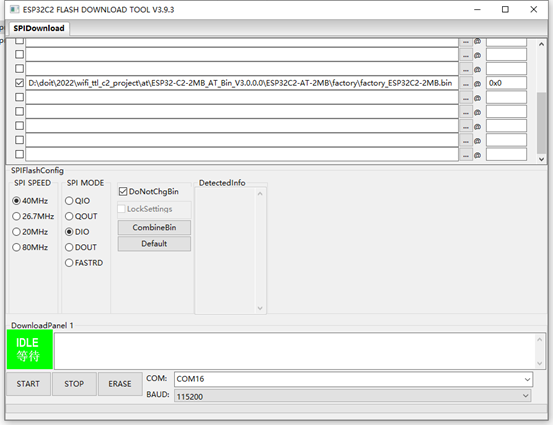 ESP32C2 FLASH DOWNLOAD TOOL V3.9.3
SPIDownload
... @
... @
... @
D:\doit\2022\wifi_ttl_c2_project\at\ESP32-C2-2MB_AT_Bin_V3.0.0.0\ESP32C2-AT-2MB\factory\factory_ESP32C2-2MB.bin ... @ 0x0
... @
... @
... @
... @
... @
SPIFlashConfig
SPI SPEED
40MHz
26.7MHz
20MHz
80MHz
SPI MODE
QIO
QOUT
DIO
DOUT
FASTRD
DoNotChgBin
LockSettings
CombineBin
Default
DetectedInfo
DownloadPanel 1
IDLE
等待
START STOP ERASE
COM: COM16
BAUD: 115200